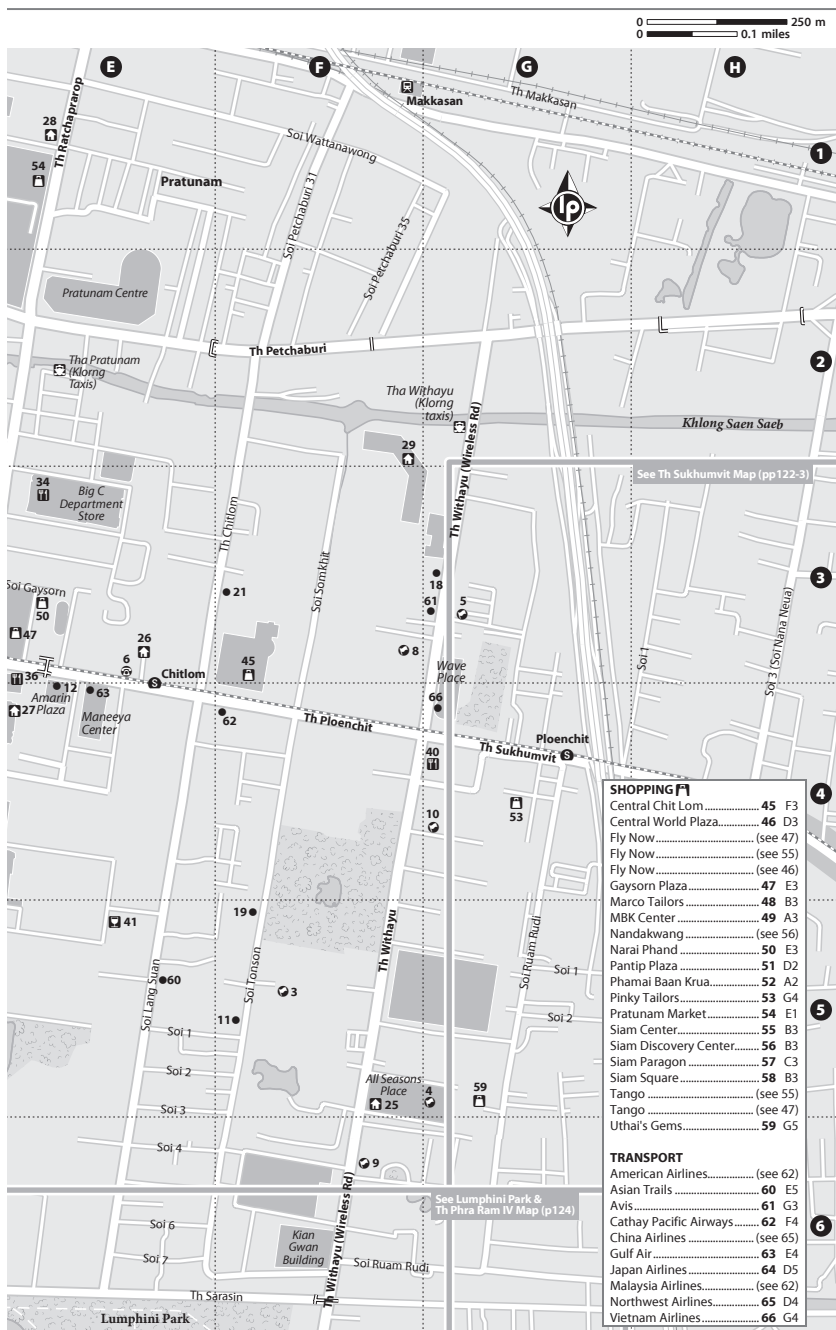 0 250 m
0 0.1 miles
E F G H
Makkasan
Th Makkasan
28
Th Ratchaprarop
Soi Wattanawong
1
54
Pratunam
Soi Petchaburi 31
lp
Soi Petchaburi 35
Pratunam Centre
Th Petchaburi
2
Tha Pratunam
(Klorng
Taxis)
Tha Withayu
(Klorng
taxis)
Khlong Saen Saeb
29
Th Withayu (Wireless Rd)
See Th Sukhumvit Map (pp122-3)
34
Big C
Department
Store
Th Chitlom
Soi Somkhit
3
18
21
61
5
Soi Gaysorn
50
47
26
6
8
Soi 1
Soi 3 (Soi Nana Neua)
45
Wave
Place
Chitlom
36
12
63
Amarin
Plaza
27
Maneeya
Center
62
66
Th Ploenchit
Ploenchit
Th Sukhumvit
40
4
53
10
19
41
Th Withayu
Soi Ruam Rudi
60
Soi Lang Suan
Soi Tonson
3
Soi 1
5
11
Soi 1
Soi 2
Soi 2
All Seasons
Place
4
59
25
Soi 3
Soi 4
9
See Lumphini Park &
Th Phra Ram IV Map (p124)
6
Soi 6
Th Withayu (Wireless Rd)
Kian
Gwan
Building
Soi 7
Soi Ruam Rudi
Th Sarasin
Lumphini Park
SHOPPING
Central Chit Lom 45 F3
Central World Plaza 46 D3
Fly Now (see 47)
Fly Now (see 55)
Fly Now (see 46)
Gaysorn Plaza 47 E3
Marco Tailors 48 B3
MBK Center 49 A3
Nandakwang (see 56)
Narai Phand 50 E3
Pantip Plaza 51 D2
Phamai Baan Krua 52 A2
Pinky Tailors 53 G4
Pratunam Market 54 E1
Siam Center 55 B3
Siam Discovery Center 56 B3
Siam Paragon 57 C3
Siam Square 58 B3
Tango (see 55)
Tango (see 47)
Uthai's Gems 59 G5
TRANSPORT
American Airlines (see 62)
Asian Trails 60 E5
Avis 61 G3
Cathay Pacific Airways 62 F4
China Airlines (see 65)
Gulf Air 63 E4
Japan Airlines 64 D5
Malaysia Airlines (see 62)
Northwest Airlines 65 D4
Vietnam Airlines 66 G4